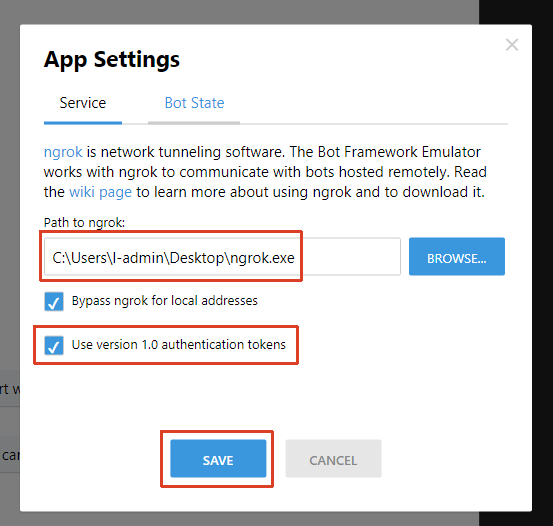 App Settings
Service
Bot State
ngrok is network tunneling software. The Bot Framework Emulator
works with ngrok to communicate with bots hosted remotely. Read
the wiki page to learn more about using ngrok and to download it.
Path to ngrok:
C:\Users\I-admin\Desktop\ngrok.exe
BROWSE...
Bypass ngrok for local addresses
Use version 1.0 authentication tokens
rt w
SAVE
CANCEL
car